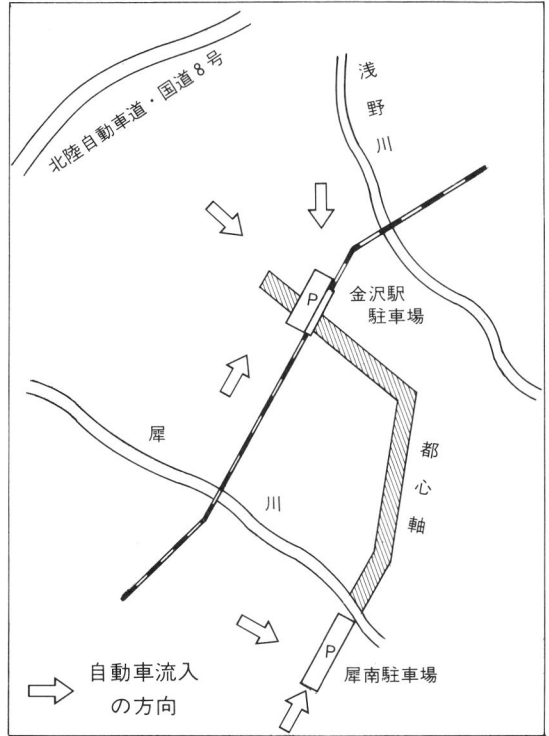 北陸自動車道・国道8号
浅野川
P
金沢駅
駐車場
犀川
都心軸
P
犀南駐車場
自動車流入
の方向